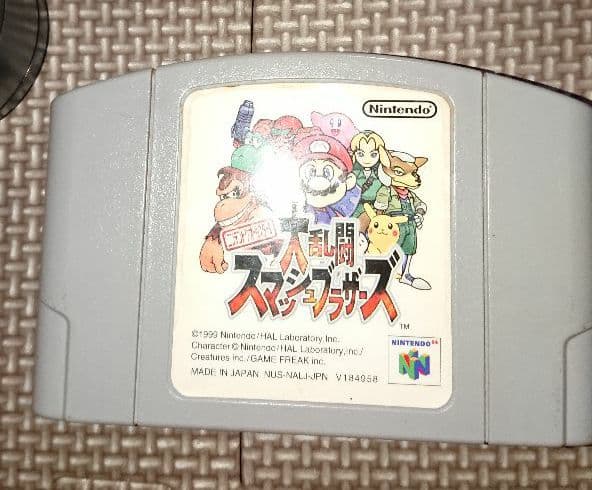 Nintendo
ニンテンドウオールスター!
大乱闘
スマッシュブラザーズ
TM
©1999 Nintendo/HAL Laboratory,Inc.
Character © Nintendo/HAL Laboratory,Inc./
Creatures inc./GAME FREAK inc.
MADE IN JAPAN NUS-NALJ-JPN V184958
NINTENDO 64